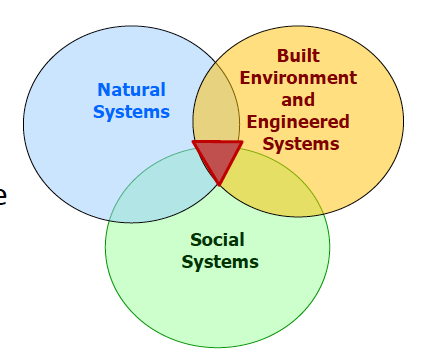 Natural
Systems
Built
Environment
and
Engineered
Systems
e
Social
Systems